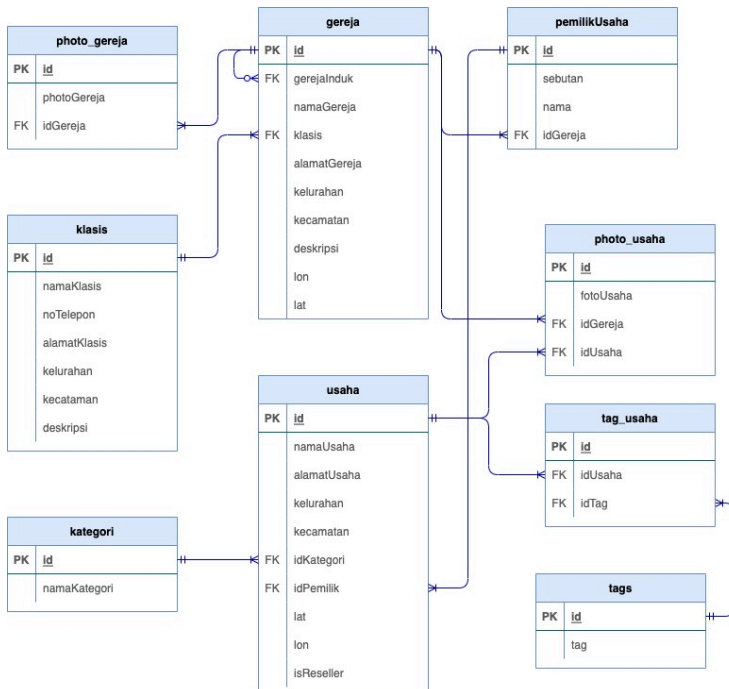 photo_gereja
PK id
photoGereja
FK idGereja
gereja
PK id
FK gerejaInduk
namaGereja
FK klasis
alamatGereja
kelurahan
kecamatan
deskripsi
lon
lat
pemilikUsaha
PK id
sebutan
nama
FK idGereja
klasis
PK id
namaKlasis
noTelepon
alamatKlasis
kelurahan
kecataman
deskripsi
photo_usaha
PK id
fotoUsaha
FK idGereja
FK idUsaha
usaha
PK id
namaUsaha
alamatUsaha
kelurahan
kecamatan
FK idKategori
FK idPemilik
lat
lon
isReseller
tag_usaha
PK id
FK idUsaha
FK idTag
kategori
PK id
namaKategori
tags
PK id
tag